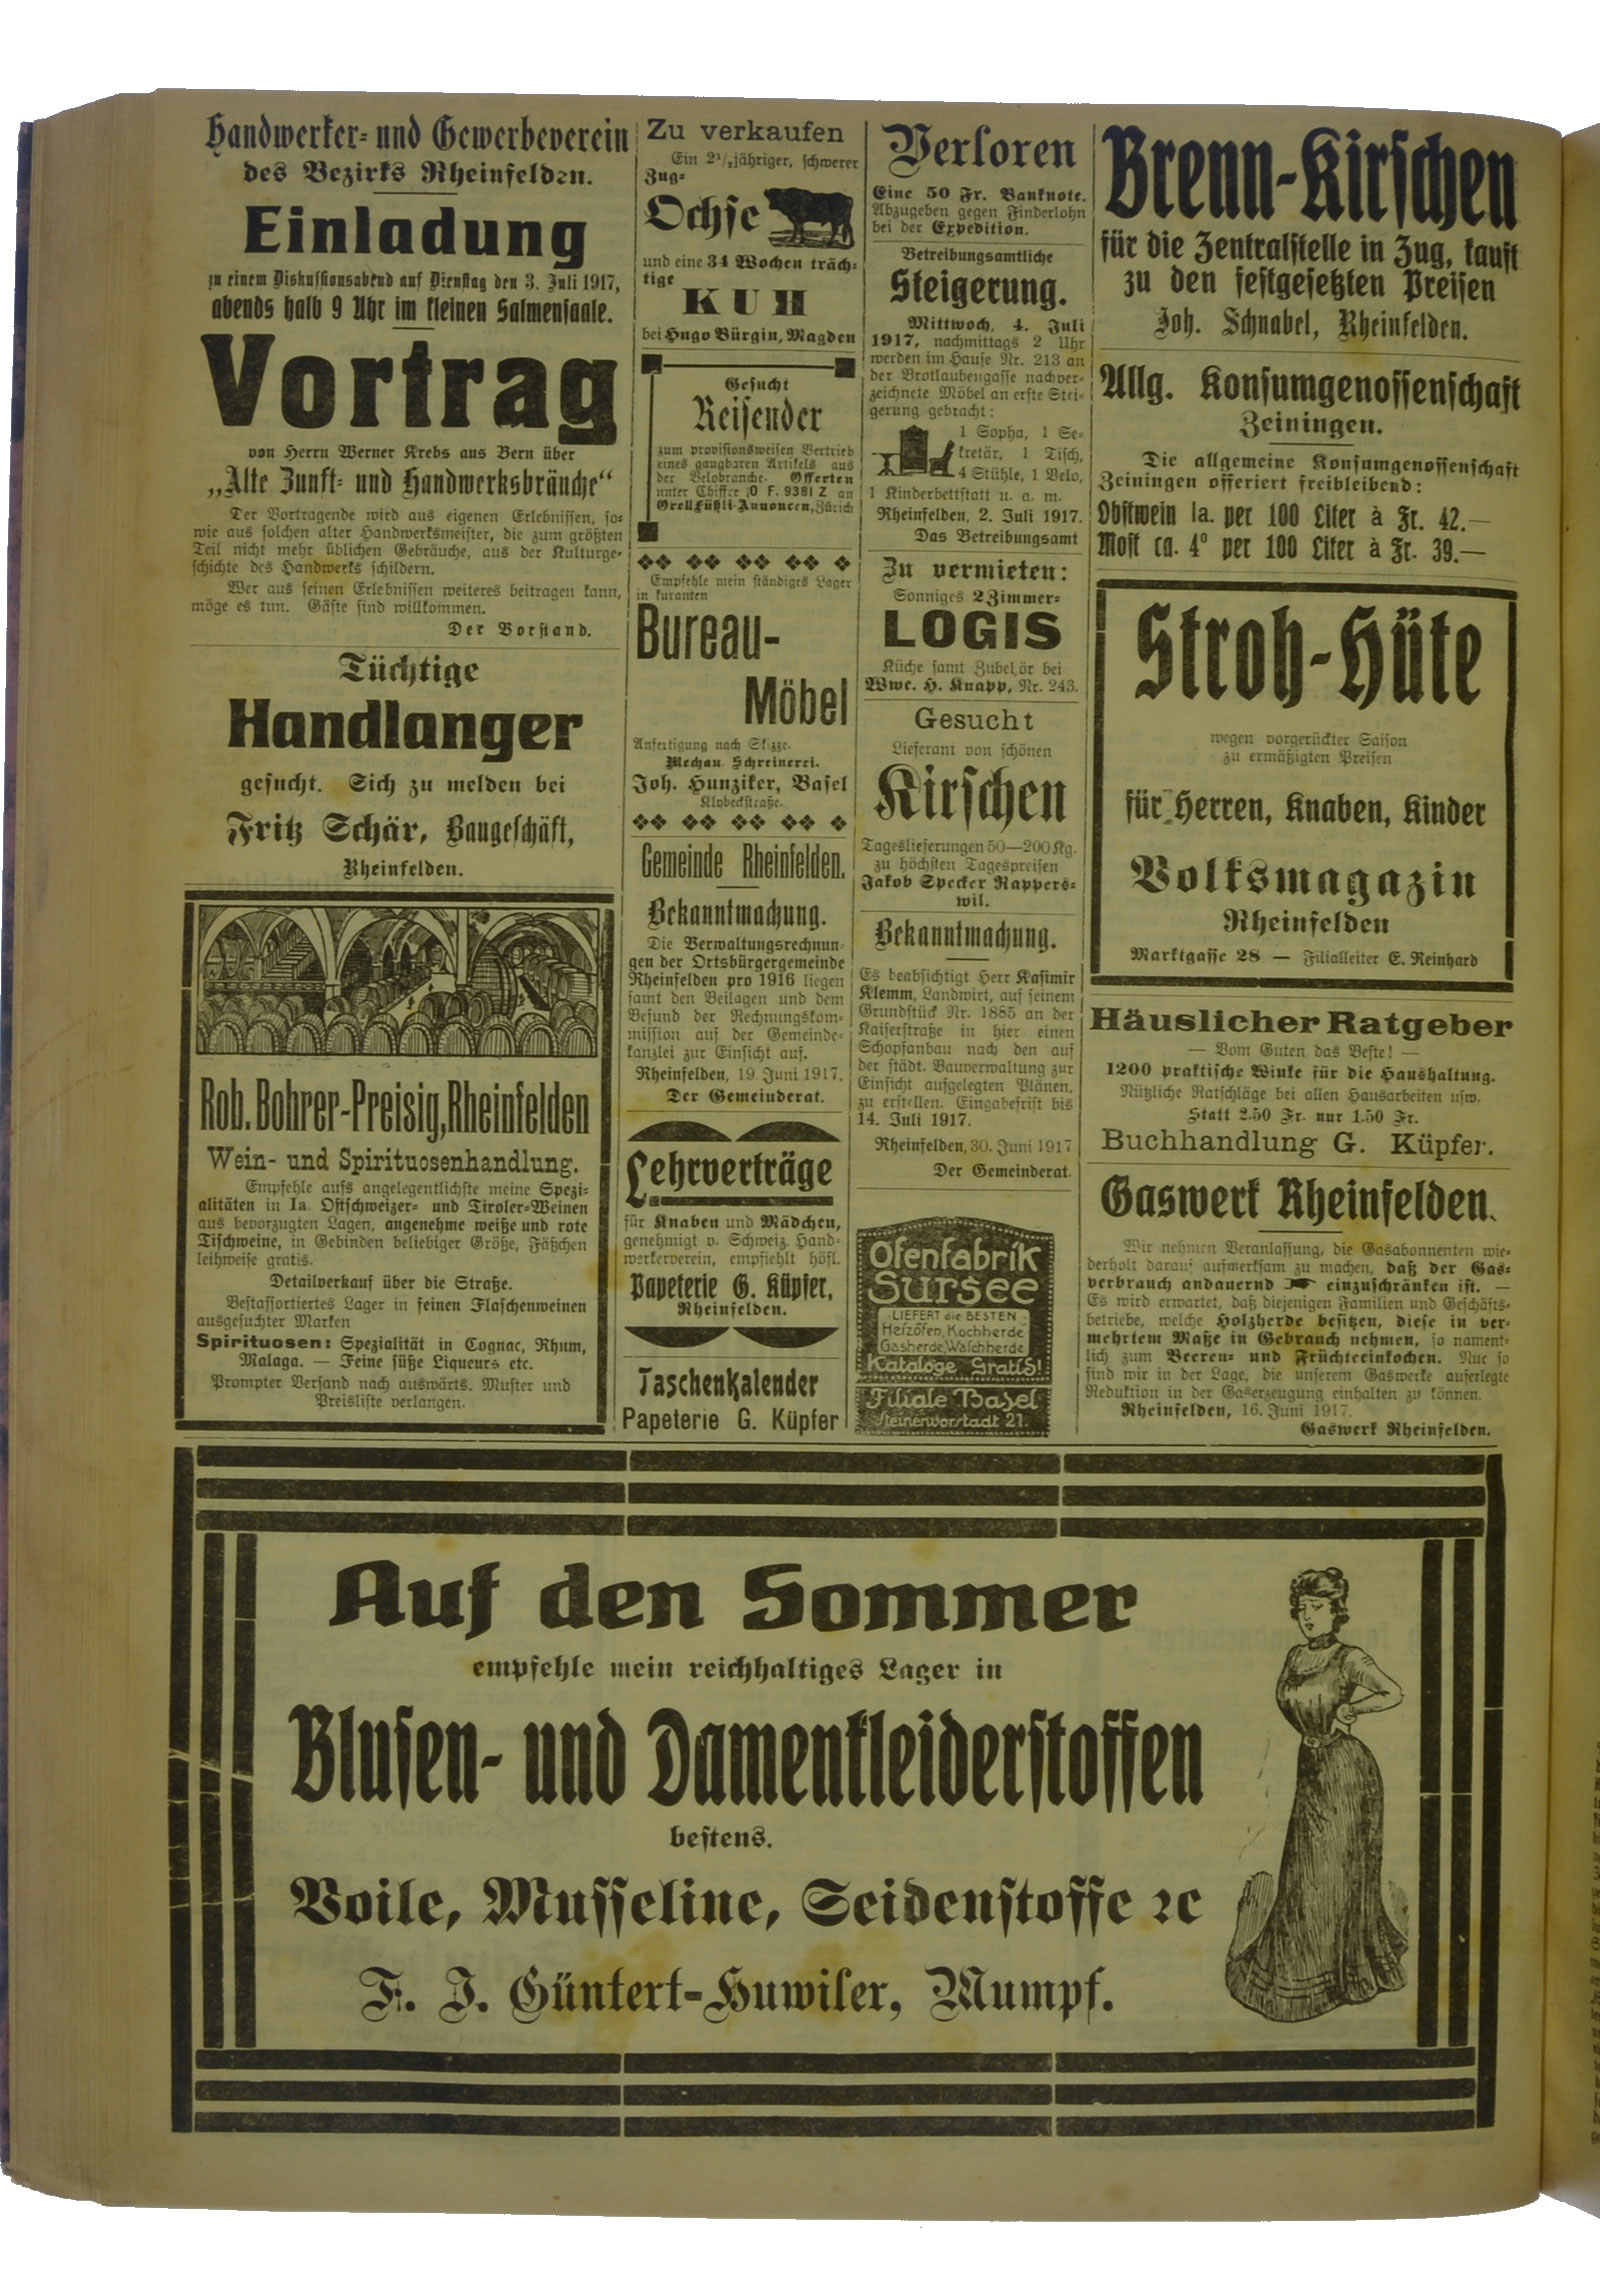 Handwerker- und Gewerbeverein
des Bezirks Rheinfelden.
Einladung
zu einem Diskussionsabend auf Dienstag den 3. Juli 1917,
abends halb 9 Uhr im kleinen Salmensaale.
Vortrag
von Herrn Werner Krebs aus Bern über
„Alte Zunft- und Handwerksbräuche“
Der Vortragende wird aus eigenen Erlebnissen, so-
wie aus solchen alter Handwerksmeister, die zum größten
Teil nicht mehr üblichen Gebräuche, aus der Kulturge-
schichte des Handwerks schildern.
Wer aus seinen Erlebnissen weiteres beitragen kann,
möge es tun. Gäste sind willkommen.
Der Vorstand.
Tüchtige
Handlanger
gesucht. Sich zu melden bei
Fritz Schär, Baugeschäft,
Rheinfelden.
Rob. Bohrer-Preisig, Rheinfelden
Wein- und Spirituosenhandlung.
Empfehle aufs angelegentlichste meine Spezi-
alitäten in Ia. Ostschweizer- und Tiroler-Weinen
aus bevorzugten Lagen, angenehme weiße und rote
Tischweine, in Gebinden beliebiger Größe, Fäßchen
leihweise gratis.
Detailverkauf über die Straße.
Bestassortiertes Lager in feinen Flaschenweinen
ausgesuchter Marken
Spirituosen: Spezialität in Cognac, Rhum,
Malaga. — Feine süße Liqueurs etc.
Prompter Versand nach auswärts. Muster und
Preisliste verlangen.
Zu verkaufen
Ein 2½jähriger, schwerer
Zug-
Ochse
und eine 34 Wochen träch-
tige
KUH
bei Hugo Bürgin, Magden
Gesucht
Reisender
zum provisionsweisen Vertrieb
eines gangbaren Artikels aus
der Velobranche. Offerten
unter Chiffre O F. 9381 Z an
Orell Füßli-Annoncen, Zürich
Empfehle mein ständiges Lager
in kuranten
Bureau-
Möbel
Anfertigung nach Skizze.
Mechan. Schreinerei.
Joh. Hunziker, Basel
Klybeckstraße.
Gemeinde Rheinfelden.
Bekanntmachung.
Die Verwaltungsrechnun-
gen der Ortsbürgergemeinde
Rheinfelden pro 1916 liegen
samt den Beilagen und dem
Befund der Rechnungskom-
mission auf der Gemeinde-
kanzlei zur Einsicht auf.
Rheinfelden, 19. Juni 1917.
Der Gemeinderat.
Lehrverträge
für Knaben und Mädchen,
genehmigt v. Schweiz. Hand-
werkerverein, empfiehlt höfl.
Papeterie G. Küpfer,
Rheinfelden.
Taschenkalender
Papeterie G. Küpfer
Verloren
Eine 50 Fr. Banknote.
Abzugeben gegen Finderlohn
bei der Expedition.
Betreibungsamtliche
Steigerung.
Mittwoch, 4. Juli
1917, nachmittags 2 Uhr
werden im Hause Nr. 213 an
der Brotlaubengasse nachver-
zeichnete Möbel an erste Stei-
gerung gebracht:
1 Sopha, 1 Se-
kretär, 1 Tisch,
4 Stühle, 1 Velo,
1 Kinderbettstatt u. a. m.
Rheinfelden, 2. Juli 1917.
Das Betreibungsamt
Zu vermieten:
Sonniges 2 Zimmer-
LOGIS
Küche samt Zubehör bei
Wwe. H. Knapp, Nr. 243.
Gesucht
Lieferant von schönen
Kirschen
Tageslieferungen 50—200 Kg.
zu höchsten Tagespreisen
Jakob Specker Rappers-
wil.
Bekanntmachung.
Es beabsichtigt Herr Kasimir
Klemm, Landwirt, auf seinem
Grundstück Nr. 1885 an der
Kaiserstraße in hier einen
Schopfanbau nach den auf
der städt. Bauverwaltung zur
Einsicht aufgelegten Plänen,
zu erstellen. Eingabefrist bis
14. Juli 1917.
Rheinfelden, 30. Juni 1917
Der Gemeinderat.
Ofenfabrik
Sursee
LIEFERT die BESTEN
Heizöfen, Kochherde
Gasherde, Waschherde
Kataloge Gratis!
Filiale Basel
Steinenvorstadt 21.
Brenn-Kirschen
für die Zentralstelle in Zug, kauft
zu den festgesetzten Preisen
Joh. Schnabel, Rheinfelden.
Allg. Konsumgenossenschaft
Zeiningen.
Die allgemeine Konsumgenossenschaft
Zeiningen offeriert freibleibend:
Obstwein Ia. per 100 Liter à Fr. 42.—
Most ca. 4° per 100 Liter à Fr. 39.—
Stroh-Hüte
wegen vorgerückter Saison
zu ermäßigten Preisen
für Herren, Knaben, Kinder
Volksmagazin
Rheinfelden
Marktgasse 28 — Filialleiter E. Reinhard
Häuslicher Ratgeber
— Vom Guten das Beste! —
1200 praktische Winke für die Haushaltung.
Nützliche Ratschläge bei allen Hausarbeiten usw.
Statt 2.50 Fr. nur 1.50 Fr.
Buchhandlung G. Küpfer.
Gaswerk Rheinfelden.
Wir nehmen Veranlassung, die Gasabonnenten wie-
derholt darauf aufmerksam zu machen, daß der Gas-
verbrauch andauernd einzuschränken ist. —
Es wird erwartet, daß diejenigen Familien und Geschäfts-
betriebe, welche Holzherde besitzen, diese in ver-
mehrtem Maße in Gebrauch nehmen, so nament-
lich zum Beeren- und Früchteeinkochen. Nur so
sind wir in der Lage, die unserem Gaswerke auferlegte
Reduktion in der Gaserzeugung einhalten zu können.
Rheinfelden, 16. Juni 1917.
Gaswerk Rheinfelden.
Auf den Sommer
empfehle mein reichhaltiges Lager in
Blusen- und Damenkleiderstoffen
bestens.
Voile, Musseline, Seidenstoffe ꝛc
F. J. Güntert-Huwiler, Mumpf.